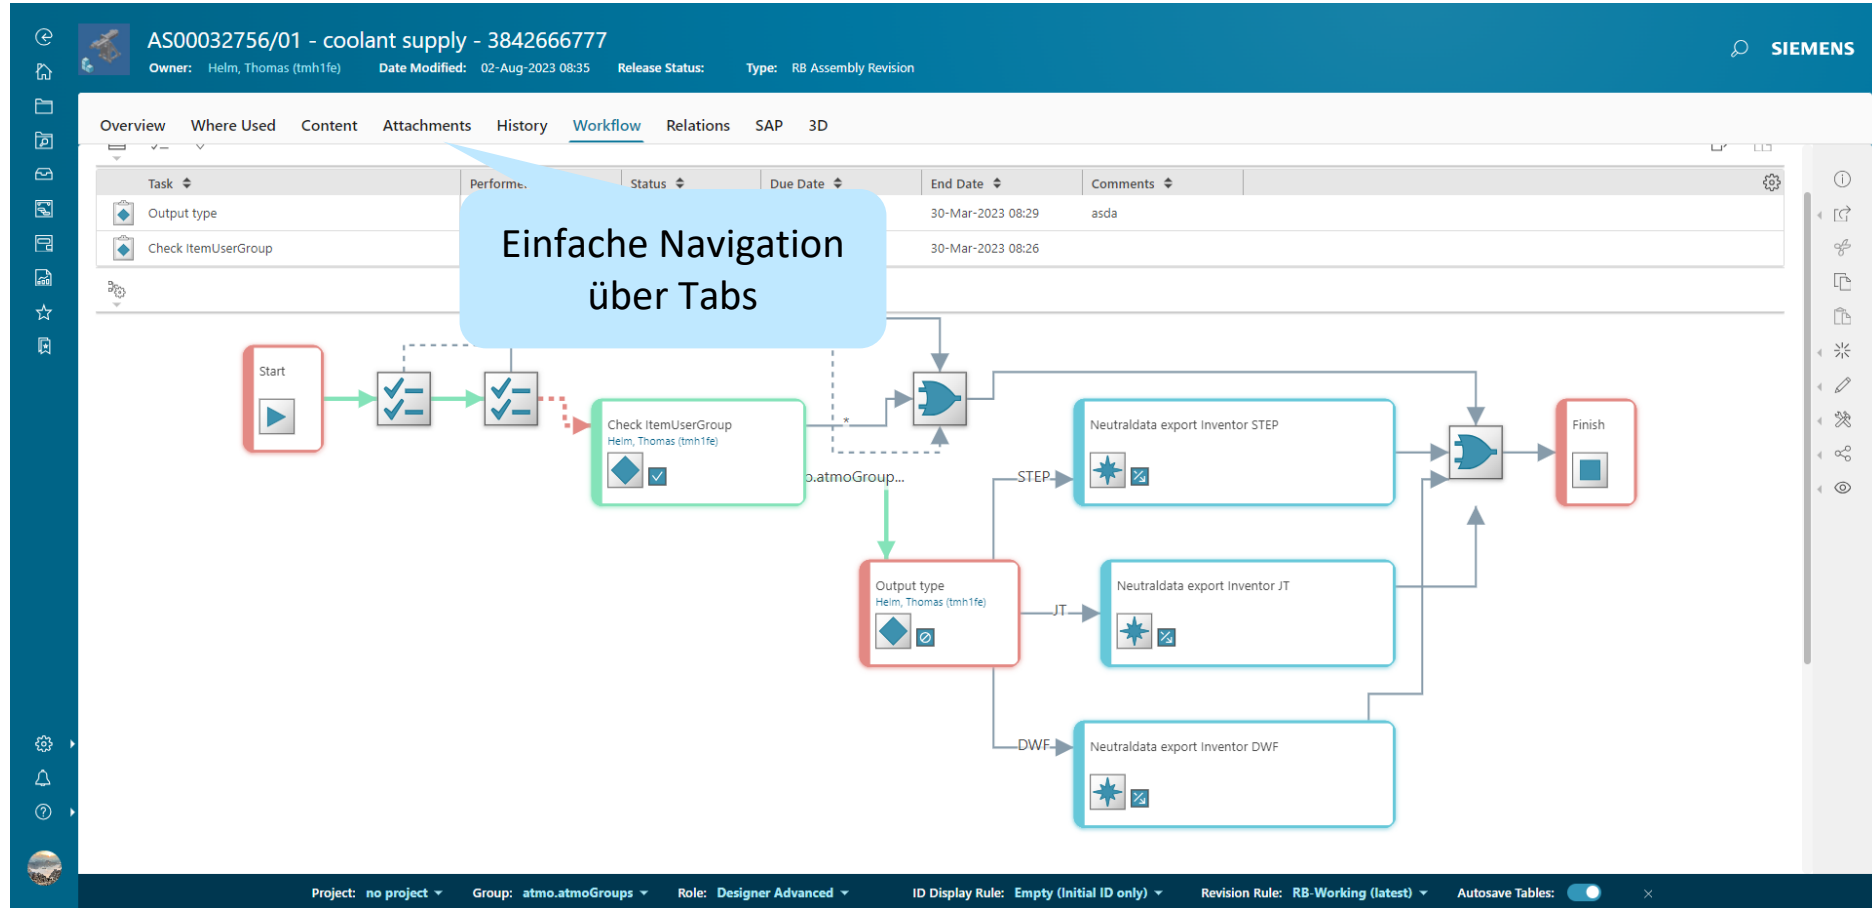 AS00032756/01 - coolant supply - 3842666777
Owner: Helm, Thomas (tmh1fe) Date Modified: 02-Aug-2023 08:35 Release Status: Type: RB Assembly Revision
SIEMENS
Overview Where Used Content Attachments History Workflow Relations SAP 3D
Task Status Due Date End Date Comments
Output type 30-Mar-2023 08:29 asda
Check ItemUserGroup 30-Mar-2023 08:26
Einfache Navigation
über Tabs
Start
Check ItemUserGroup
Helm, Thomas (tmh1fe)
*
.atmoGroup...
STEP
Neutraldata export Inventor STEP
Finish
Output type
Helm, Thomas (tmh1fe)
JT
Neutraldata export Inventor JT
DWF
Neutraldata export Inventor DWF
Project: no project Group: atmo.atmoGroups Role: Designer Advanced ID Display Rule: Empty (Initial ID only) Revision Rule: RB-Working (latest) Autosave Tables: